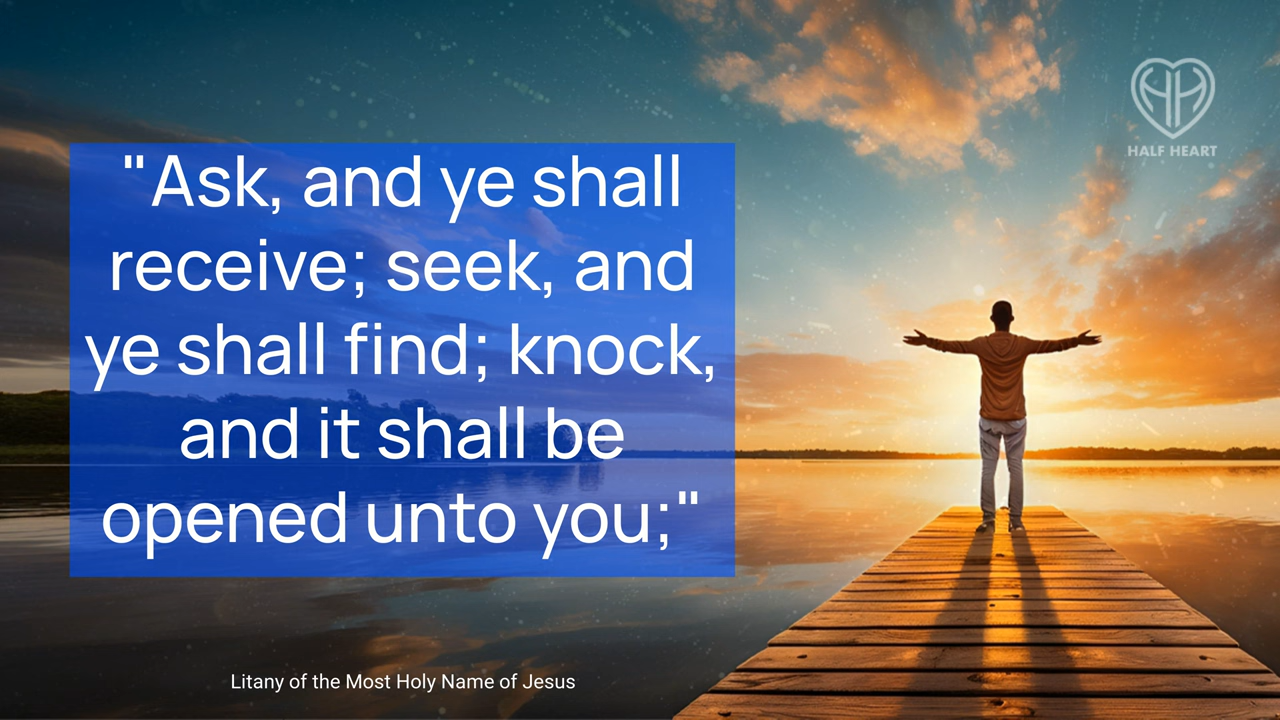 HALF HEART
"Ask, and ye shall
receive; seek, and
ye shall find; knock,
and it shall be
opened unto you;"
Litany of the Most Holy Name of Jesus